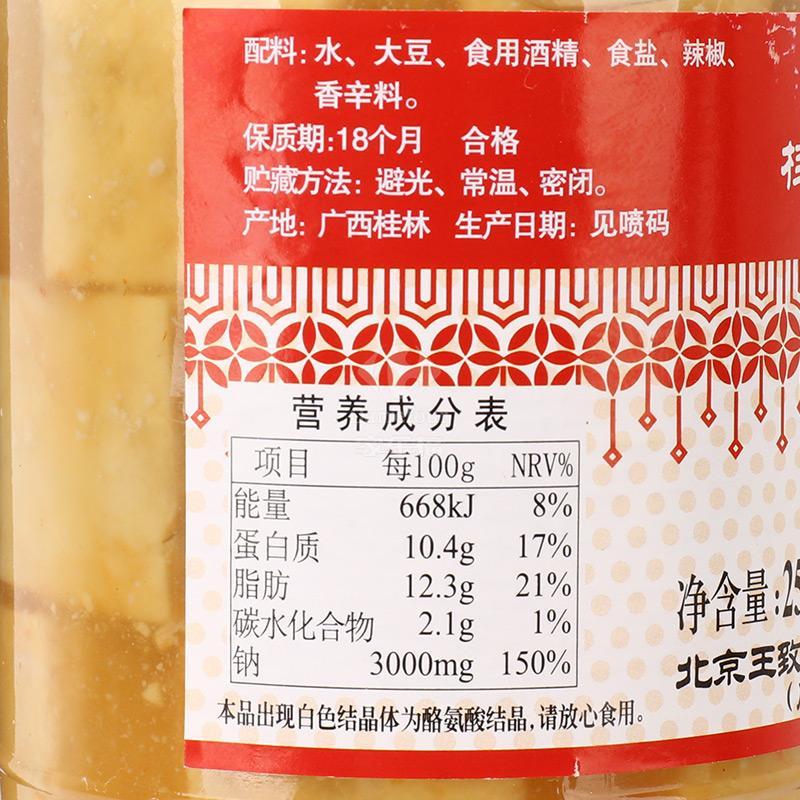 配料：水、大豆、食用酒精、食盐、辣椒、
香辛料。
保质期：18个月 合格
贮藏方法：避光、常温、密闭。
产地：广西桂林 生产日期：见喷码
营养成分表
项目 每100g NRV%
能量 668kJ 8%
蛋白质 10.4g 17%
脂肪 12.3g 21%
碳水化合物 2.1g 1%
钠 3000mg 150%
本品出现白色结晶体为酪氨酸结晶，请放心食用。
净含量：25
北京王致